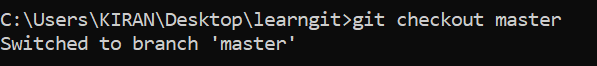 C:\Users\KIRAN\Desktop\learngit>git checkout master
Switched to branch 'master'